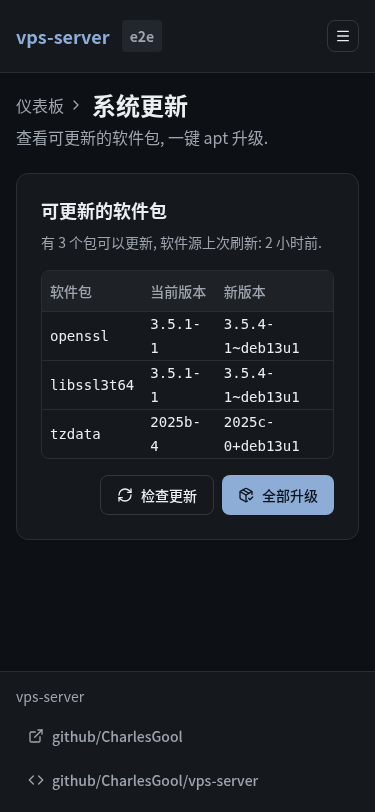 vps-server e2e
仪表板 系统更新
查看可更新的软件包, 一键 apt 升级.
可更新的软件包
有 3 个包可以更新, 软件源上次刷新: 2 小时前.
软件包 当前版本 新版本
openssl 3.5.1-1 3.5.4-1~deb13u1
libssl3t64 3.5.1-1 3.5.4-1~deb13u1
tzdata 2025b-4 2025c-0+deb13u1
检查更新 全部升级
vps-server
github/CharlesGool
github/CharlesGool/vps-server